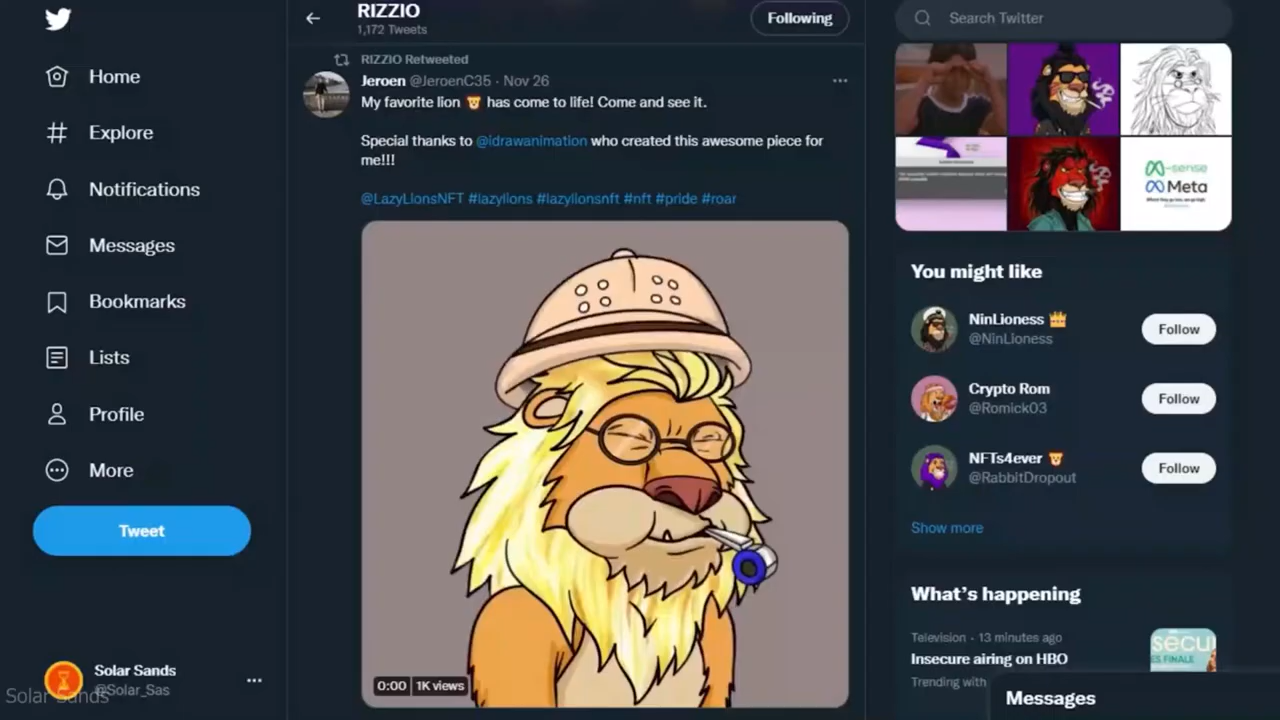 Home
Explore
Notifications
Messages
Bookmarks
Lists
Profile
More
Tweet
Solar Sands
@Solar_Sas
Solar Sands
RIZZIO
1,172 Tweets
Following
RIZZIO Retweeted
Jeroen @JeroenC35 · Nov 26
My favorite lion 🦁 has come to life! Come and see it.
Special thanks to @idrawanimation who created this awesome piece for
me!!!
@LazyLionsNFT #lazylions #lazylionsnft #nft #pride #roar
0:00 1K views
Search Twitter
-sense
Meta
You might like
NinLioness 👑
@NinLioness
Follow
Crypto Rom
@Romick03
Follow
NFTs4ever 🦁
@RabbitDropout
Follow
Show more
What's happening
Television · 13 minutes ago
Insecure airing on HBO
Trending with
Messages